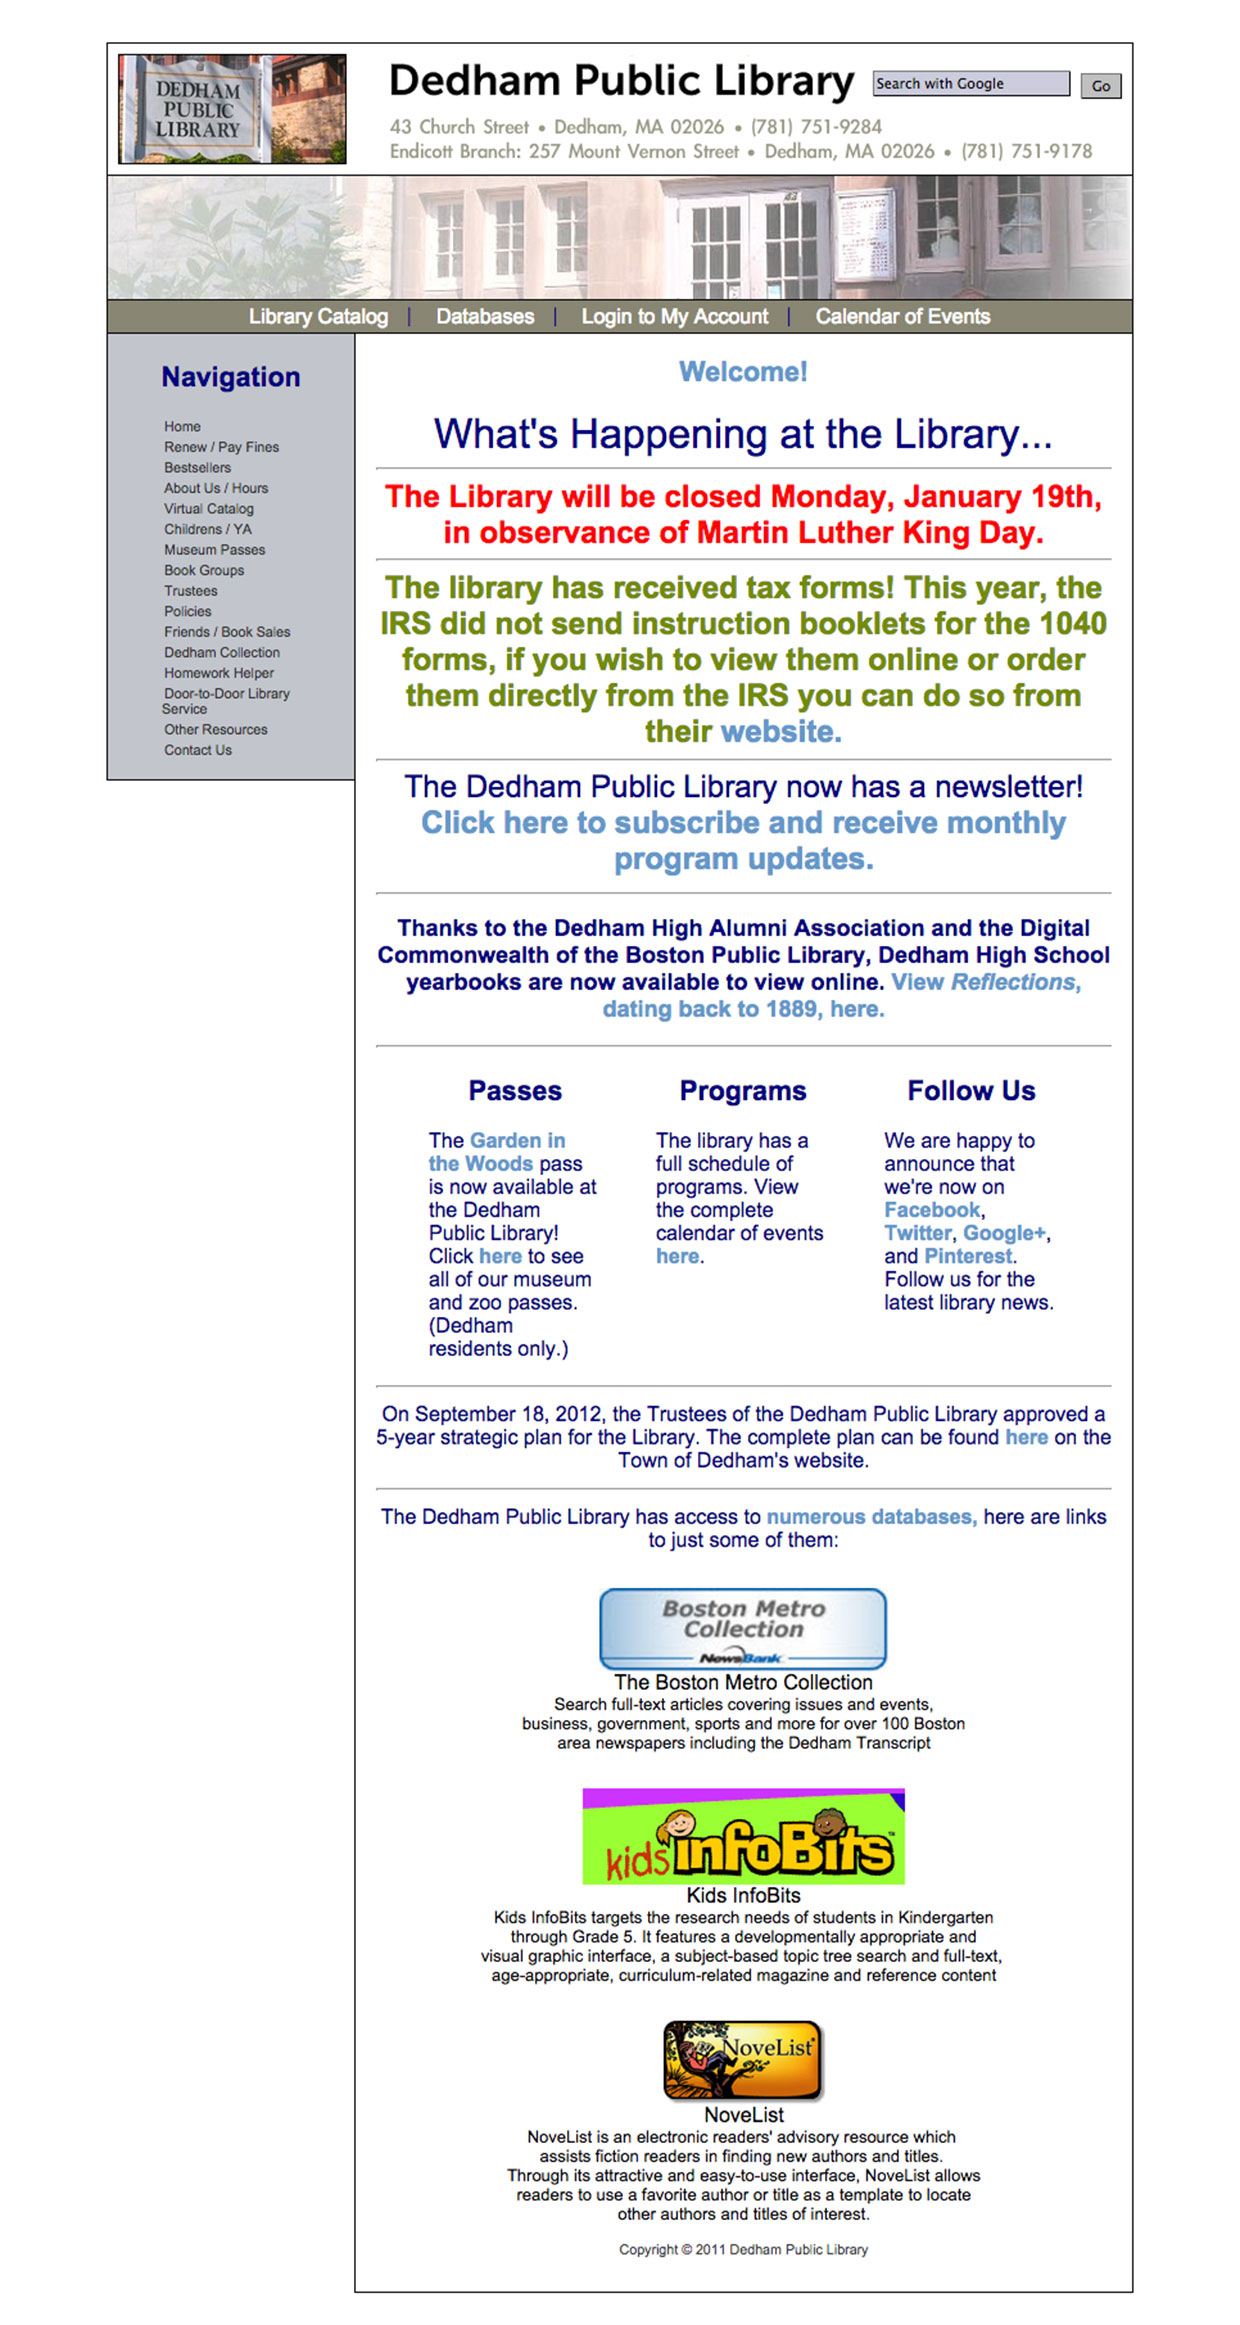 DEDHAM
PUBLIC
LIBRARY
Dedham Public Library
Search with Google
Go
43 Church Street • Dedham, MA 02026 • (781) 751-9284
Endicott Branch: 257 Mount Vernon Street • Dedham, MA 02026 • (781) 751-9178
Library Catalog | Databases | Login to My Account | Calendar of Events
Navigation
Home
Renew / Pay Fines
Bestsellers
About Us / Hours
Virtual Catalog
Childrens / YA
Museum Passes
Book Groups
Trustees
Policies
Friends / Book Sales
Dedham Collection
Homework Helper
Door-to-Door Library
Service
Other Resources
Contact Us
Welcome!
What's Happening at the Library...
The Library will be closed Monday, January 19th,
in observance of Martin Luther King Day.
The library has received tax forms! This year, the
IRS did not send instruction booklets for the 1040
forms, if you wish to view them online or order
them directly from the IRS you can do so from
their website.
The Dedham Public Library now has a newsletter!
Click here to subscribe and receive monthly
program updates.
Thanks to the Dedham High Alumni Association and the Digital
Commonwealth of the Boston Public Library, Dedham High School
yearbooks are now available to view online. View Reflections,
dating back to 1889, here.
Passes
The Garden in
the Woods pass
is now available at
the Dedham
Public Library!
Click here to see
all of our museum
and zoo passes.
(Dedham
residents only.)
Programs
The library has a
full schedule of
programs. View
the complete
calendar of events
here.
Follow Us
We are happy to
announce that
we're now on
Facebook,
Twitter, Google+,
and Pinterest.
Follow us for the
latest library news.
On September 18, 2012, the Trustees of the Dedham Public Library approved a
5-year strategic plan for the Library. The complete plan can be found here on the
Town of Dedham's website.
The Dedham Public Library has access to numerous databases, here are links
to just some of them:
Boston Metro
Collection
NewsBank
The Boston Metro Collection
Search full-text articles covering issues and events,
business, government, sports and more for over 100 Boston
area newspapers including the Dedham Transcript
kids infoBits™
Kids InfoBits
Kids InfoBits targets the research needs of students in Kindergarten
through Grade 5. It features a developmentally appropriate and
visual graphic interface, a subject-based topic tree search and full-text,
age-appropriate, curriculum-related magazine and reference content
NoveList
NoveList
NoveList is an electronic readers' advisory resource which
assists fiction readers in finding new authors and titles.
Through its attractive and easy-to-use interface, NoveList allows
readers to use a favorite author or title as a template to locate
other authors and titles of interest.
Copyright © 2011 Dedham Public Library